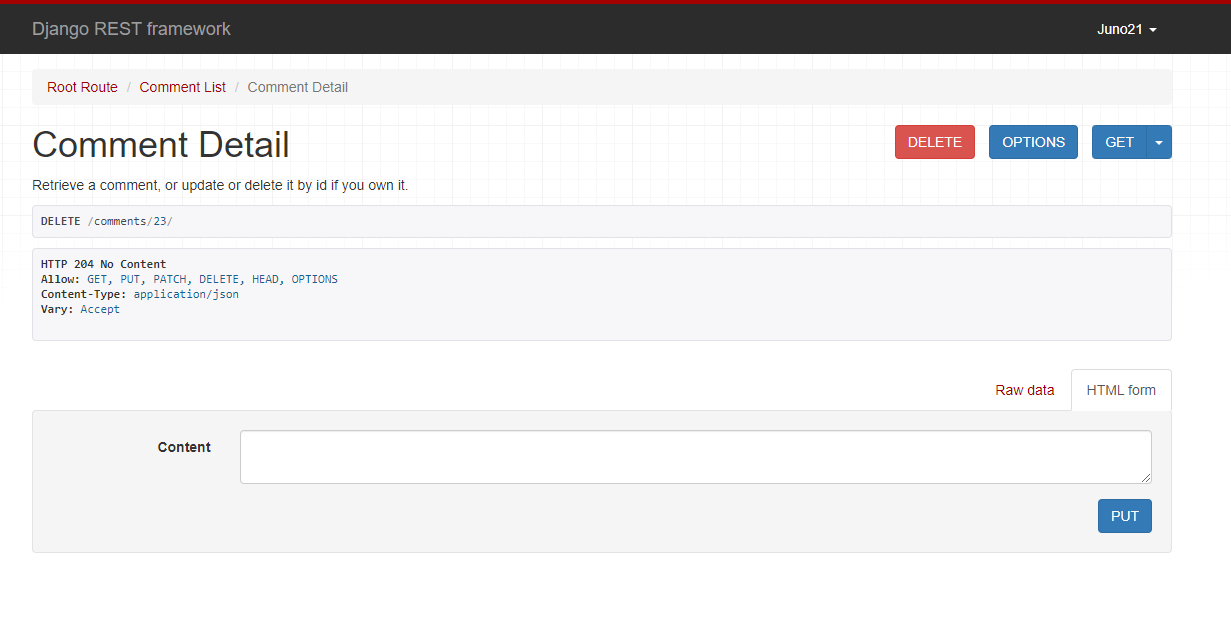 Django REST framework
Juno21
Root Route / Comment List / Comment Detail
Comment Detail
DELETE
OPTIONS
GET
Retrieve a comment, or update or delete it by id if you own it.
DELETE /comments/23/
HTTP 204 No Content
Allow: GET, PUT, PATCH, DELETE, HEAD, OPTIONS
Content-Type: application/json
Vary: Accept
Raw data
HTML form
Content
PUT